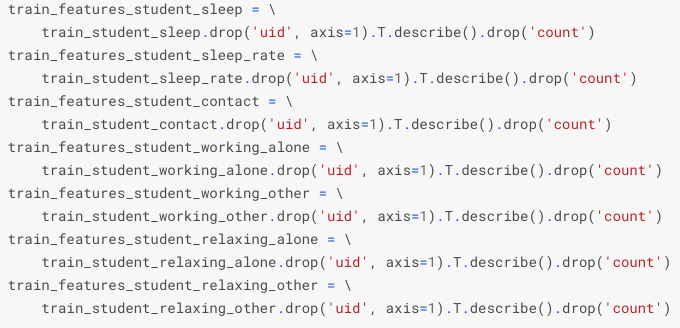 train_features_student_sleep = \
    train_student_sleep.drop('uid', axis=1).T.describe().drop('count')
train_features_student_sleep_rate = \
    train_student_sleep_rate.drop('uid', axis=1).T.describe().drop('count')
train_features_student_contact = \
    train_student_contact.drop('uid', axis=1).T.describe().drop('count')
train_features_student_working_alone = \
    train_student_working_alone.drop('uid', axis=1).T.describe().drop('count')
train_features_student_working_other = \
    train_student_working_other.drop('uid', axis=1).T.describe().drop('count')
train_features_student_relaxing_alone = \
    train_student_relaxing_alone.drop('uid', axis=1).T.describe().drop('count')
train_features_student_relaxing_other = \
    train_student_relaxing_other.drop('uid', axis=1).T.describe().drop('count')